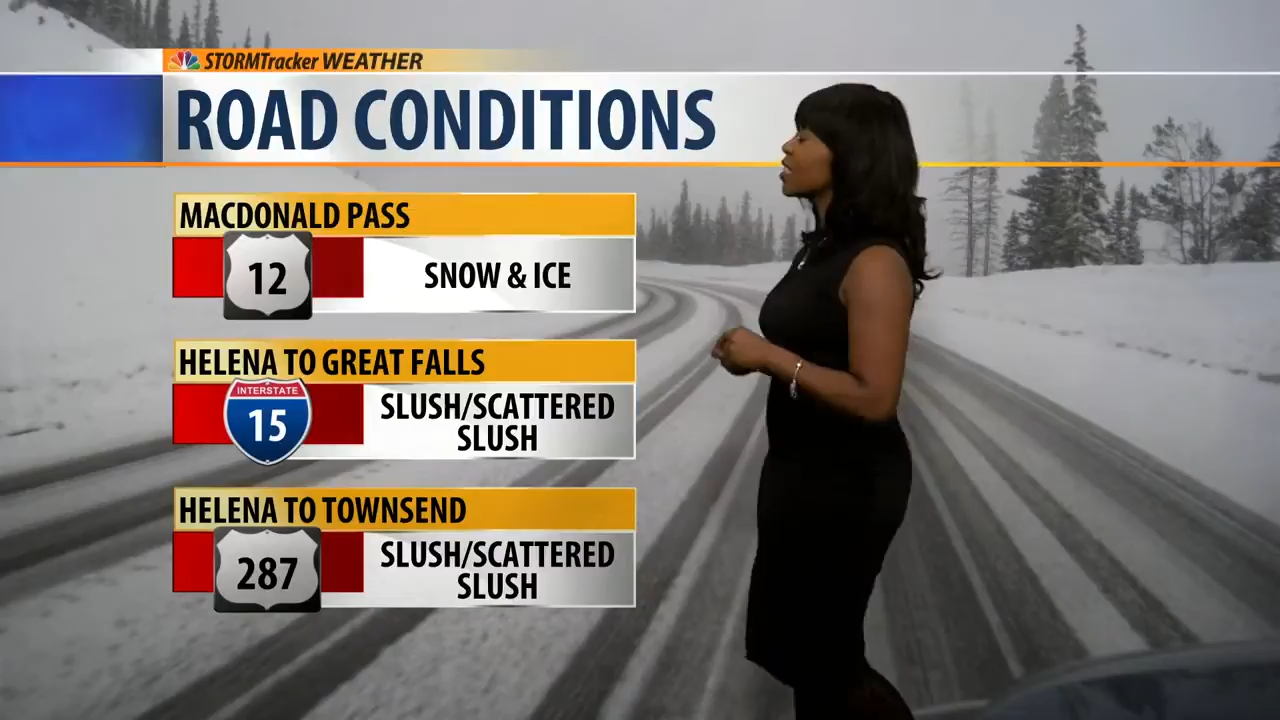 STORMTracker WEATHER
ROAD CONDITIONS
MACDONALD PASS
12
SNOW & ICE
HELENA TO GREAT FALLS
INTERSTATE
15
SLUSH/SCATTERED
SLUSH
HELENA TO TOWNSEND
287
SLUSH/SCATTERED
SLUSH